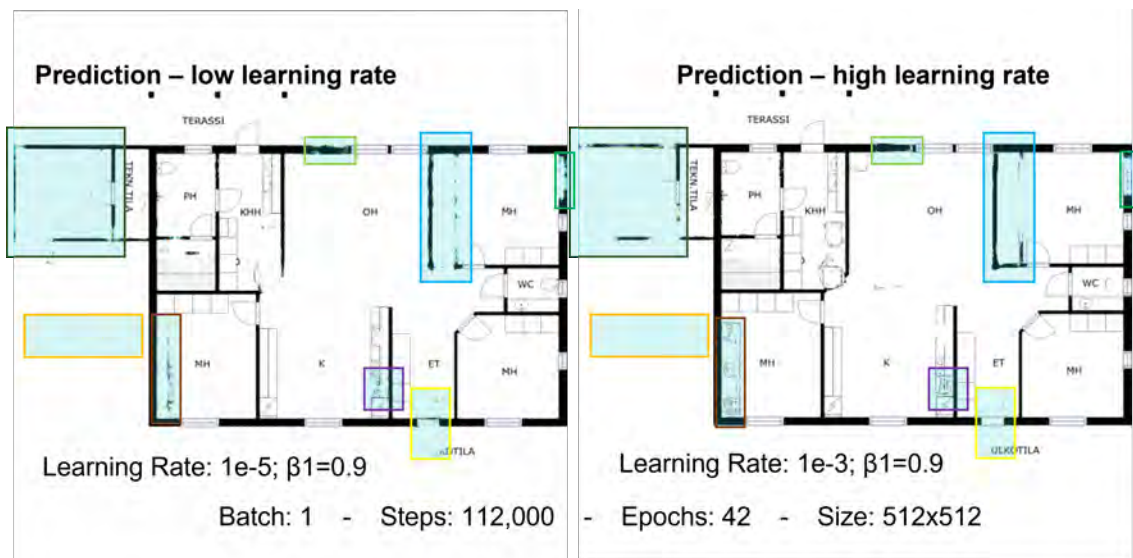 Prediction – low learning rate
TERASSI
TEKN.TILA
PH
KHH
OH
MH
WC
MH
K
ET
MH
KOTILA
Learning Rate: 1e-5; β1=0.9
Prediction – high learning rate
TERASSI
TEKN.TILA
PH
KHH
OH
MH
WC
MH
K
ET
MH
ULKOTILA
Learning Rate: 1e-3; β1=0.9
Batch: 1 - Steps: 112,000 - Epochs: 42 - Size: 512x512